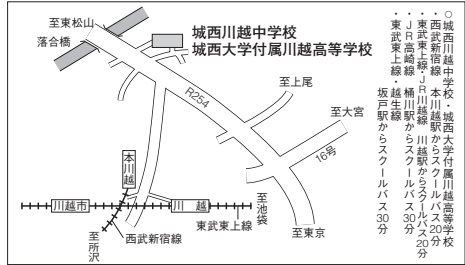 ○城西川越中学校・城西大学付属川越高等学校
・西武新宿線 本川越駅からスクールバス20分
・東武東上線・JR川越線 川越駅からスクールバス20分
・JR高崎線 桶川駅からスクールバス30分
・東武東上線・越生線
坂戸駅からスクールバス30分
至東松山
落合橋
城西川越中学校
城西大学付属川越高等学校
R254
至上尾
至大宮
16号
本川越
川越市
川越
至池袋
東武東上線
西武新宿線
至所沢
至東京